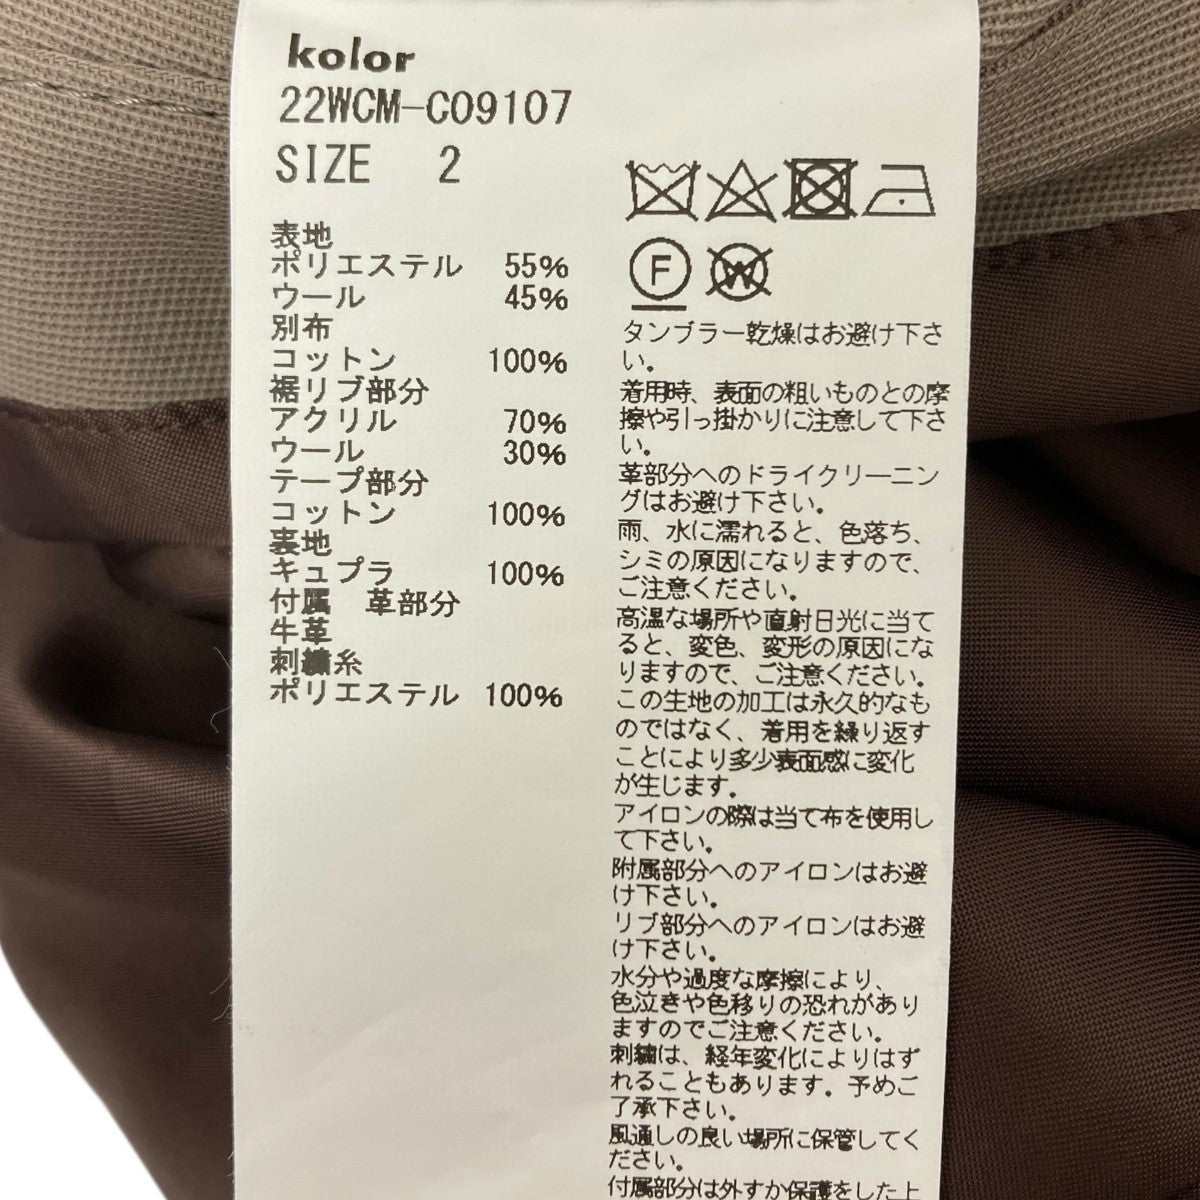 kolor
22WCM-C09107
SIZE 2
表地
ポリエステル 55%
ウール 45%
別布
コットン 100%
裾リブ部分
アクリル 70%
ウール 30%
テープ部分
コットン 100%
裏地
キュプラ 100%
付属 革部分
牛革
刺繍糸
ポリエステル 100%
F W
タンブラー乾燥はお避け下さ
い。
着用時、表面の粗いものとの摩
擦や引っ掛かりに注意して下さ
い。
革部分へのドライクリーニン
グはお避け下さい。
雨、水に濡れると、色落ち、
シミの原因になりますので、
ご注意ください。
高温な場所や直射日光に当て
ると、変色、変形の原因にな
りますので、ご注意ください。
この生地の加工は永久的なも
のではなく、着用を繰り返す
ことにより多少表面感に変化
が生じます。
アイロンの際は当て布を使用し
て下さい。
附属部分へのアイロンはお避
け下さい。
リブ部分へのアイロンはお避
け下さい。
水分や過度な摩擦により、
色泣きや色移りの恐れがあり
ますのでご注意ください。
刺繍は、経年変化によりはず
れることもあります。予めご
了承下さい。
風通しの良い場所に保管してく
ださい。
付属部分は外すか保護をした上